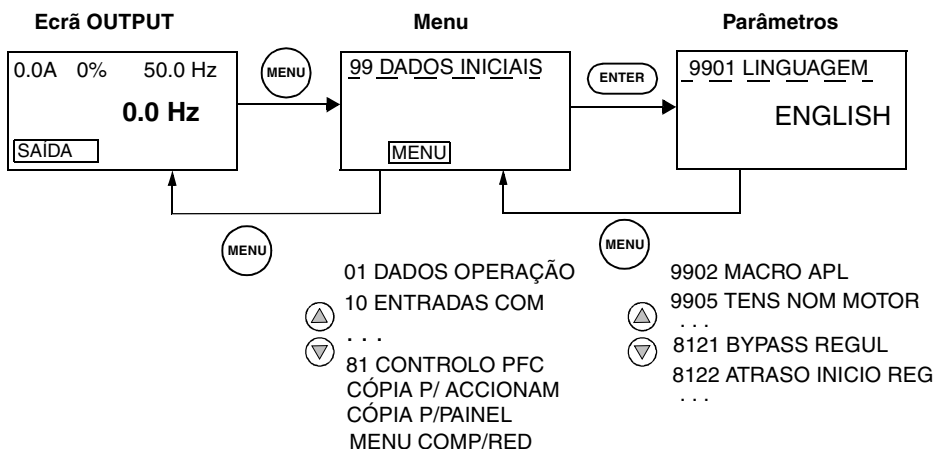 Ecrã OUTPUT
Menu
Parâmetros
0.0A 0% 50.0 Hz
0.0 Hz
SAÍDA
MENU
99 DADOS INICIAIS
MENU
ENTER
9901 LINGUAGEM
ENGLISH
MENU
MENU
01 DADOS OPERAÇÃO
10 ENTRADAS COM
. . .
81 CONTROLO PFC
CÓPIA P/ ACCIONAM
CÓPIA P/PAINEL
MENU COMP/RED
9902 MACRO APL
9905 TENS NOM MOTOR
. . .
8121 BYPASS REGUL
8122 ATRASO INICIO REG
. . .